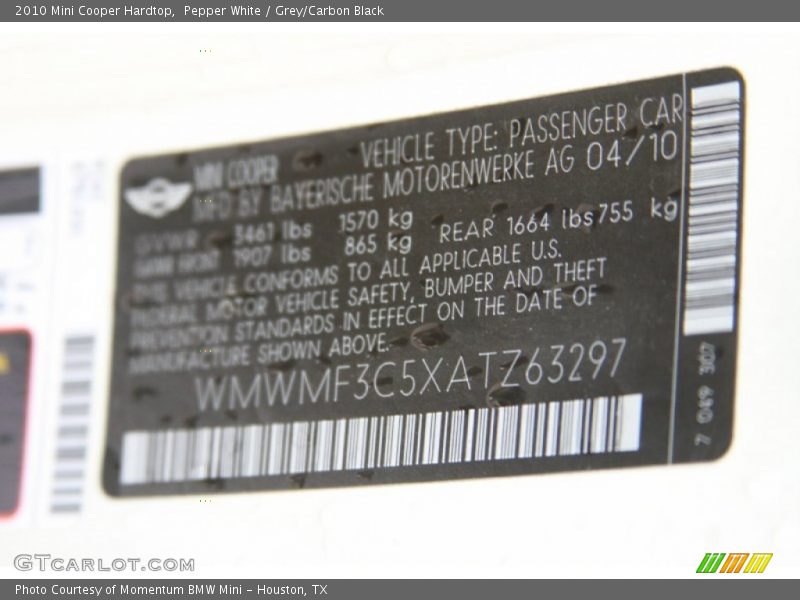 2010 Mini Cooper Hardtop,  Pepper White / Grey/Carbon Black
MINI COOPER VEHICLE TYPE: PASSENGER CAR
MFD BY BAYERISCHE MOTORENWERKE AG 04/10
GVWR 3461 lbs 1570 kg
GAWR FRONT 1907 lbs 865 kg REAR 1664 lbs 755 kg
THIS VEHICLE CONFORMS TO ALL APPLICABLE U.S.
FEDERAL MOTOR VEHICLE SAFETY, BUMPER AND THEFT
PREVENTION STANDARDS IN EFFECT ON THE DATE OF
MANUFACTURE SHOWN ABOVE.
WMWMF3C5XATZ63297
7 069 307
GTCARLOT.COM
Photo Courtesy of Momentum BMW Mini - Houston, TX